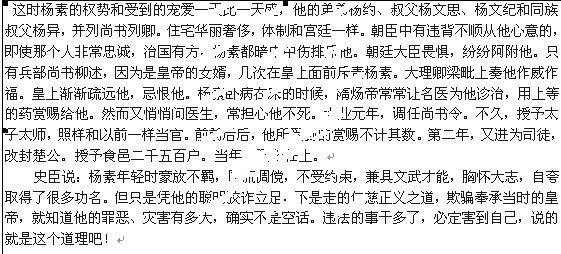 这时杨素的权势和受到的宠爱一天,他的杨约、叔父杨文思、杨文纪和同族
叔父杨异,并列尚书列卿。住宅华丽奢侈,体制和宫廷一样。朝臣中有违背不顺从他心意的,
即使那个人非常忠诚,治国有方,杨素都暗中伤排斥他。朝廷大臣畏惧,纷纷阿附他。只
有兵部尚书柳述,因为是皇帝的女婿,几次在皇上面前斥责杨素。大理卿梁毗上奏他作威作
福。皇上渐渐疏远他,忌恨他。杨素卧病在床的时候,隋炀帝常常让名医为他诊治,用上等
的药赏赐给他。然而又悄悄问医生,常担心他不死。大业元年,调任尚书令。不久,授予太
子太师,照样和以前一样当官。前前后后,他所赏赐不计其数。第二年,又进为司徒,
改封楚公。授予食邑二千五百户。当年上。
史臣说:杨素年轻时豪放不羁,倜傥,不受约束,兼具文武才能,胸怀大志,自夸
取得了很多功名。但只是凭他的聪明狡诈立足,不是走的仁慈正义之道,欺骗奉承当时的皇
帝,就知道他的罪恶、灾害有多大,确实不是空话。违法的事干多了,必定害到自己,说的
就是这个道理吧!